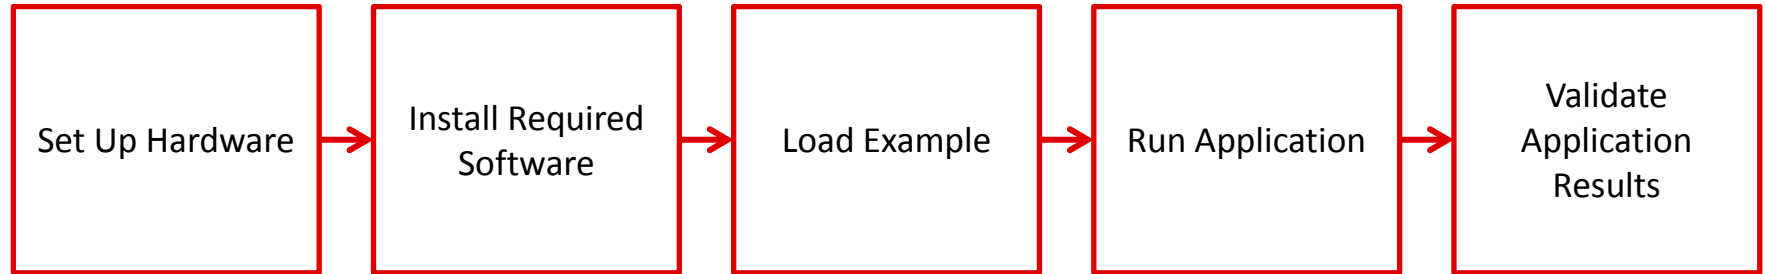 Set Up Hardware
Install Required
Software
Load Example
Run Application
Validate
Application
Results